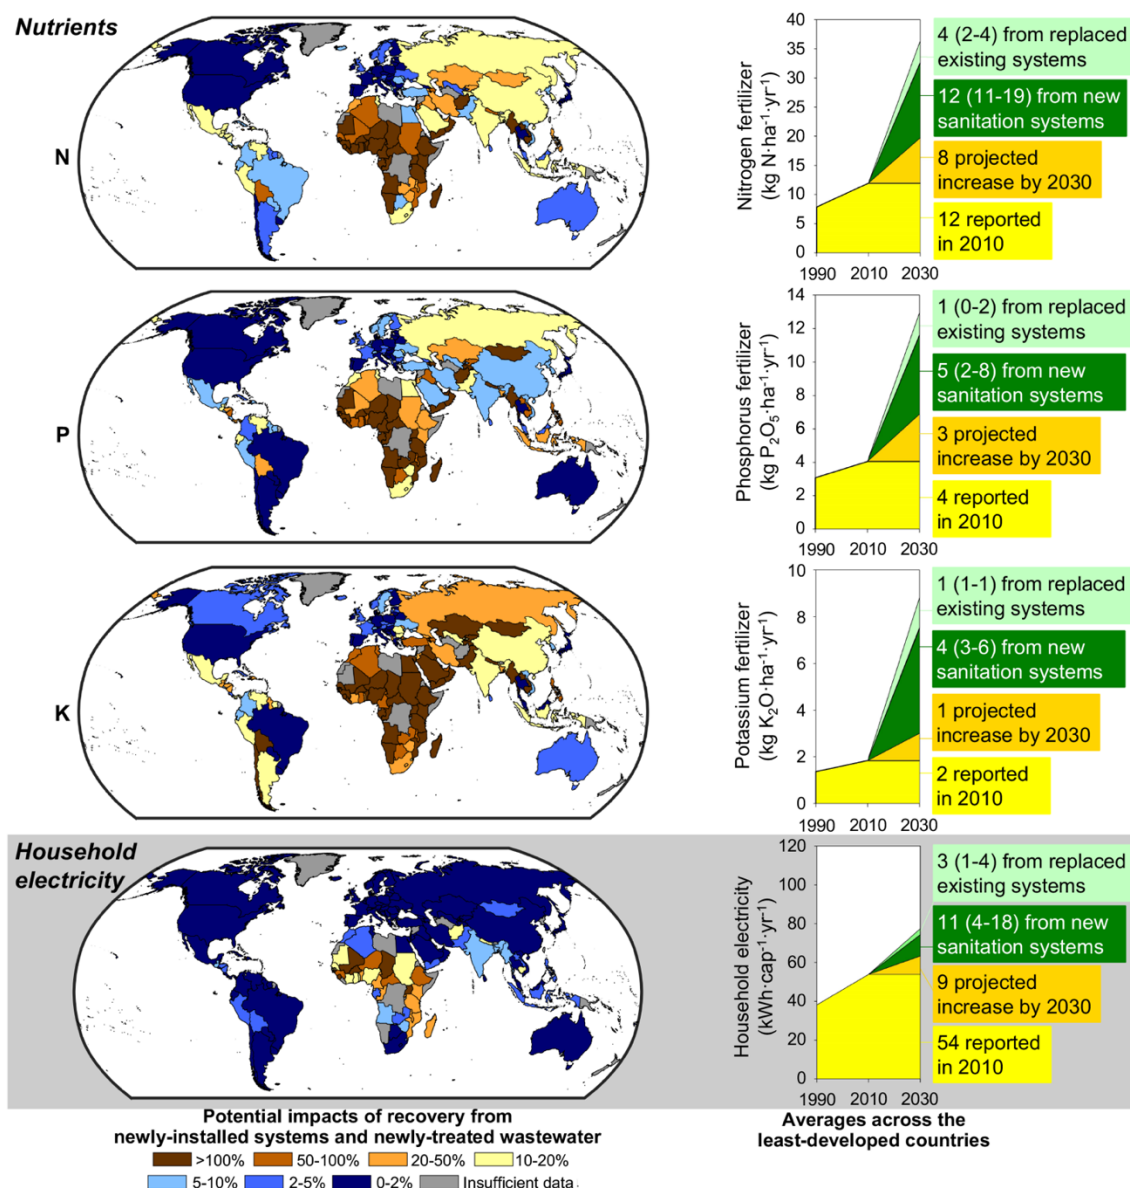 Nutrients
N
Nitrogen fertilizer
(kg N·ha⁻¹·yr⁻¹)
40
35
30
25
20
15
10
5
0
1990 2010 2030
4 (2-4) from replaced
existing systems
12 (11-19) from new
sanitation systems
8 projected
increase by 2030
12 reported
in 2010
P
Phosphorus fertilizer
(kg P₂O₅·ha⁻¹·yr⁻¹)
14
12
10
8
6
4
2
0
1990 2010 2030
1 (0-2) from replaced
existing systems
5 (2-8) from new
sanitation systems
3 projected
increase by 2030
4 reported
in 2010
K
Potassium fertilizer
(kg K₂O·ha⁻¹·yr⁻¹)
10
8
6
4
2
0
1990 2010 2030
1 (1-1) from replaced
existing systems
4 (3-6) from new
sanitation systems
1 projected
increase by 2030
2 reported
in 2010
Household
electricity
Household electricity
(kWh·cap⁻¹·yr⁻¹)
120
100
80
60
40
20
0
1990 2010 2030
3 (1-4) from replaced
existing systems
11 (4-18) from new
sanitation systems
9 projected
increase by 2030
54 reported
in 2010
Potential impacts of recovery from
newly-installed systems and newly-treated wastewater
>100% 50-100% 20-50% 10-20%
5-10% 2-5% 0-2% Insufficient data
Averages across the
least-developed countries